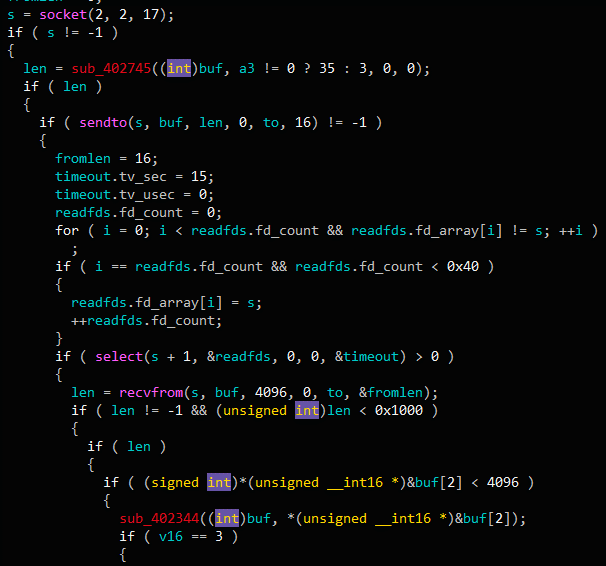 s = socket(2, 2, 17);
if ( s != -1 )
{
len = sub_402745((int)buf, a3 != 0 ? 35 : 3, 0, 0);
if ( len )
{
if ( sendto(s, buf, len, 0, to, 16) != -1 )
{
fromlen = 16;
timeout.tv_sec = 15;
timeout.tv_usec = 0;
readfds.fd_count = 0;
for ( i = 0; i < readfds.fd_count && readfds.fd_array[i] != s; ++i )
;
if ( i == readfds.fd_count && readfds.fd_count < 0x40 )
{
readfds.fd_array[i] = s;
++readfds.fd_count;
}
if ( select(s + 1, &readfds, 0, 0, &timeout) > 0 )
{
len = recvfrom(s, buf, 4096, 0, to, &fromlen);
if ( len != -1 && (unsigned int)len < 0x1000 )
{
if ( len )
{
if ( (signed int)*(unsigned __int16 *)&buf[2] < 4096 )
{
sub_402344((int)buf, *(unsigned __int16 *)&buf[2]);
if ( v16 == 3 )
{